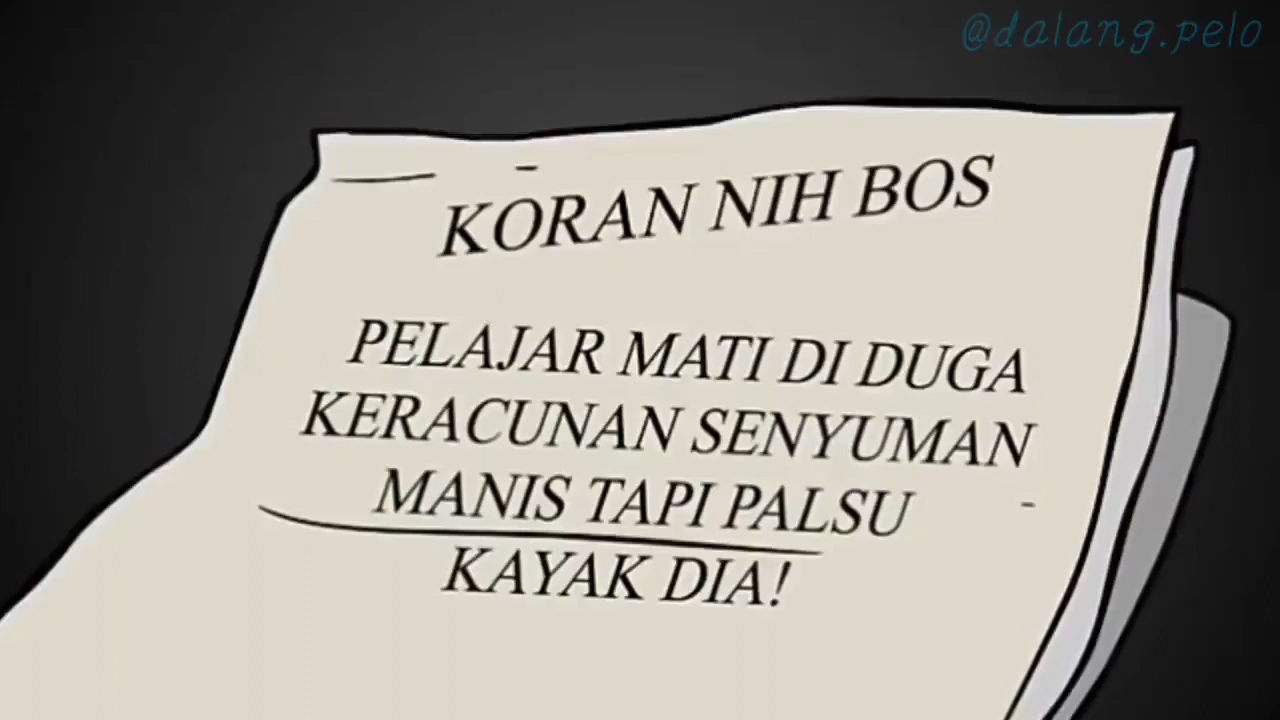 @dalang.pelo
KORAN NIH BOS
PELAJAR MATI DI DUGA
KERACUNAN SENYUMAN
MANIS TAPI PALSU
KAYAK DIA!